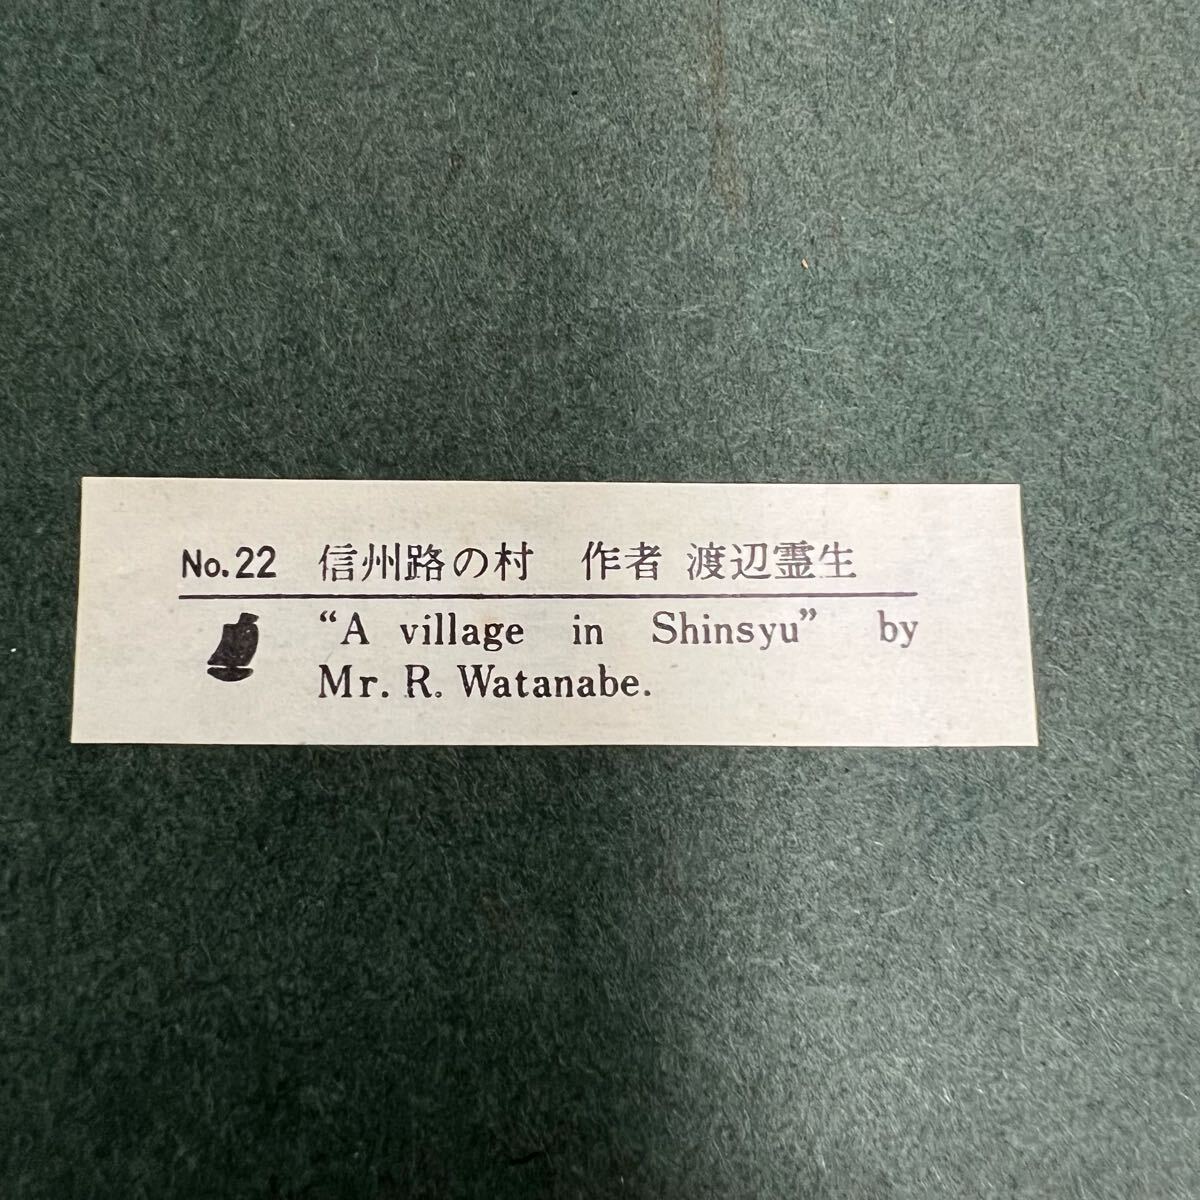 No.22 信州路の村 作者 渡辺霊生
“A village in Shinsyu” by
Mr. R. Watanabe.